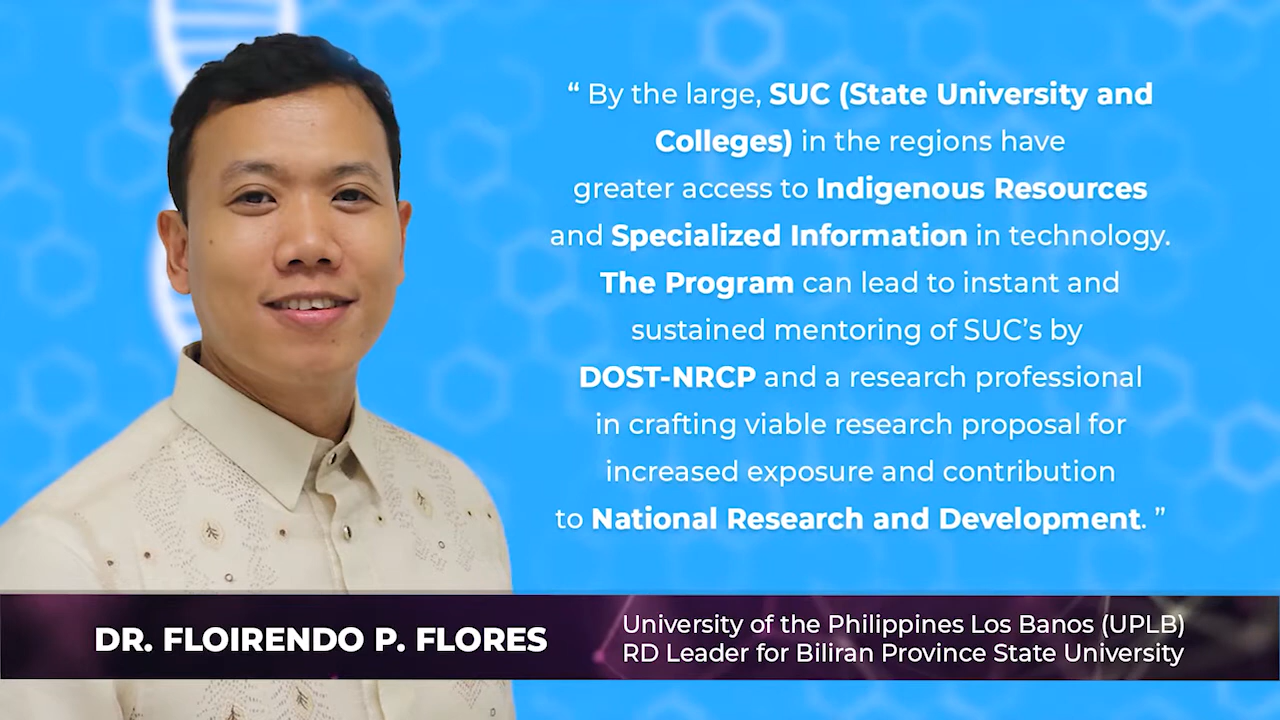 “ By the large, SUC (State University and
Colleges) in the regions have
greater access to Indigenous Resources
and Specialized Information in technology.
The Program can lead to instant and
sustained mentoring of SUC’s by
DOST-NRCP and a research professional
in crafting viable research proposal for
increased exposure and contribution
to National Research and Development. ”
DR. FLOIRENDO P. FLORES
University of the Philippines Los Banos (UPLB)
RD Leader for Biliran Province State University